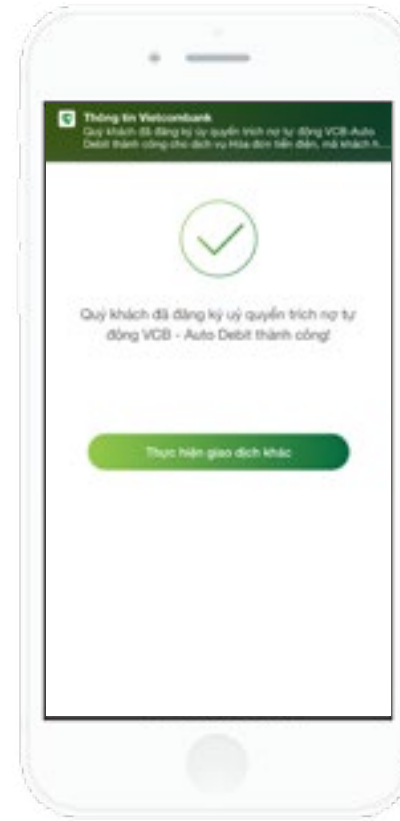 Thông tin Vietcombank
Quý khách đã đăng ký ủy quyền trích nợ tự động VCB-Auto
Debit thành công cho dịch vụ Hóa đơn tiền điện, mã khách h...
Quý khách đã đăng ký uỷ quyền trích nợ tự
động VCB - Auto Debit thành công!
Thực hiện giao dịch khác